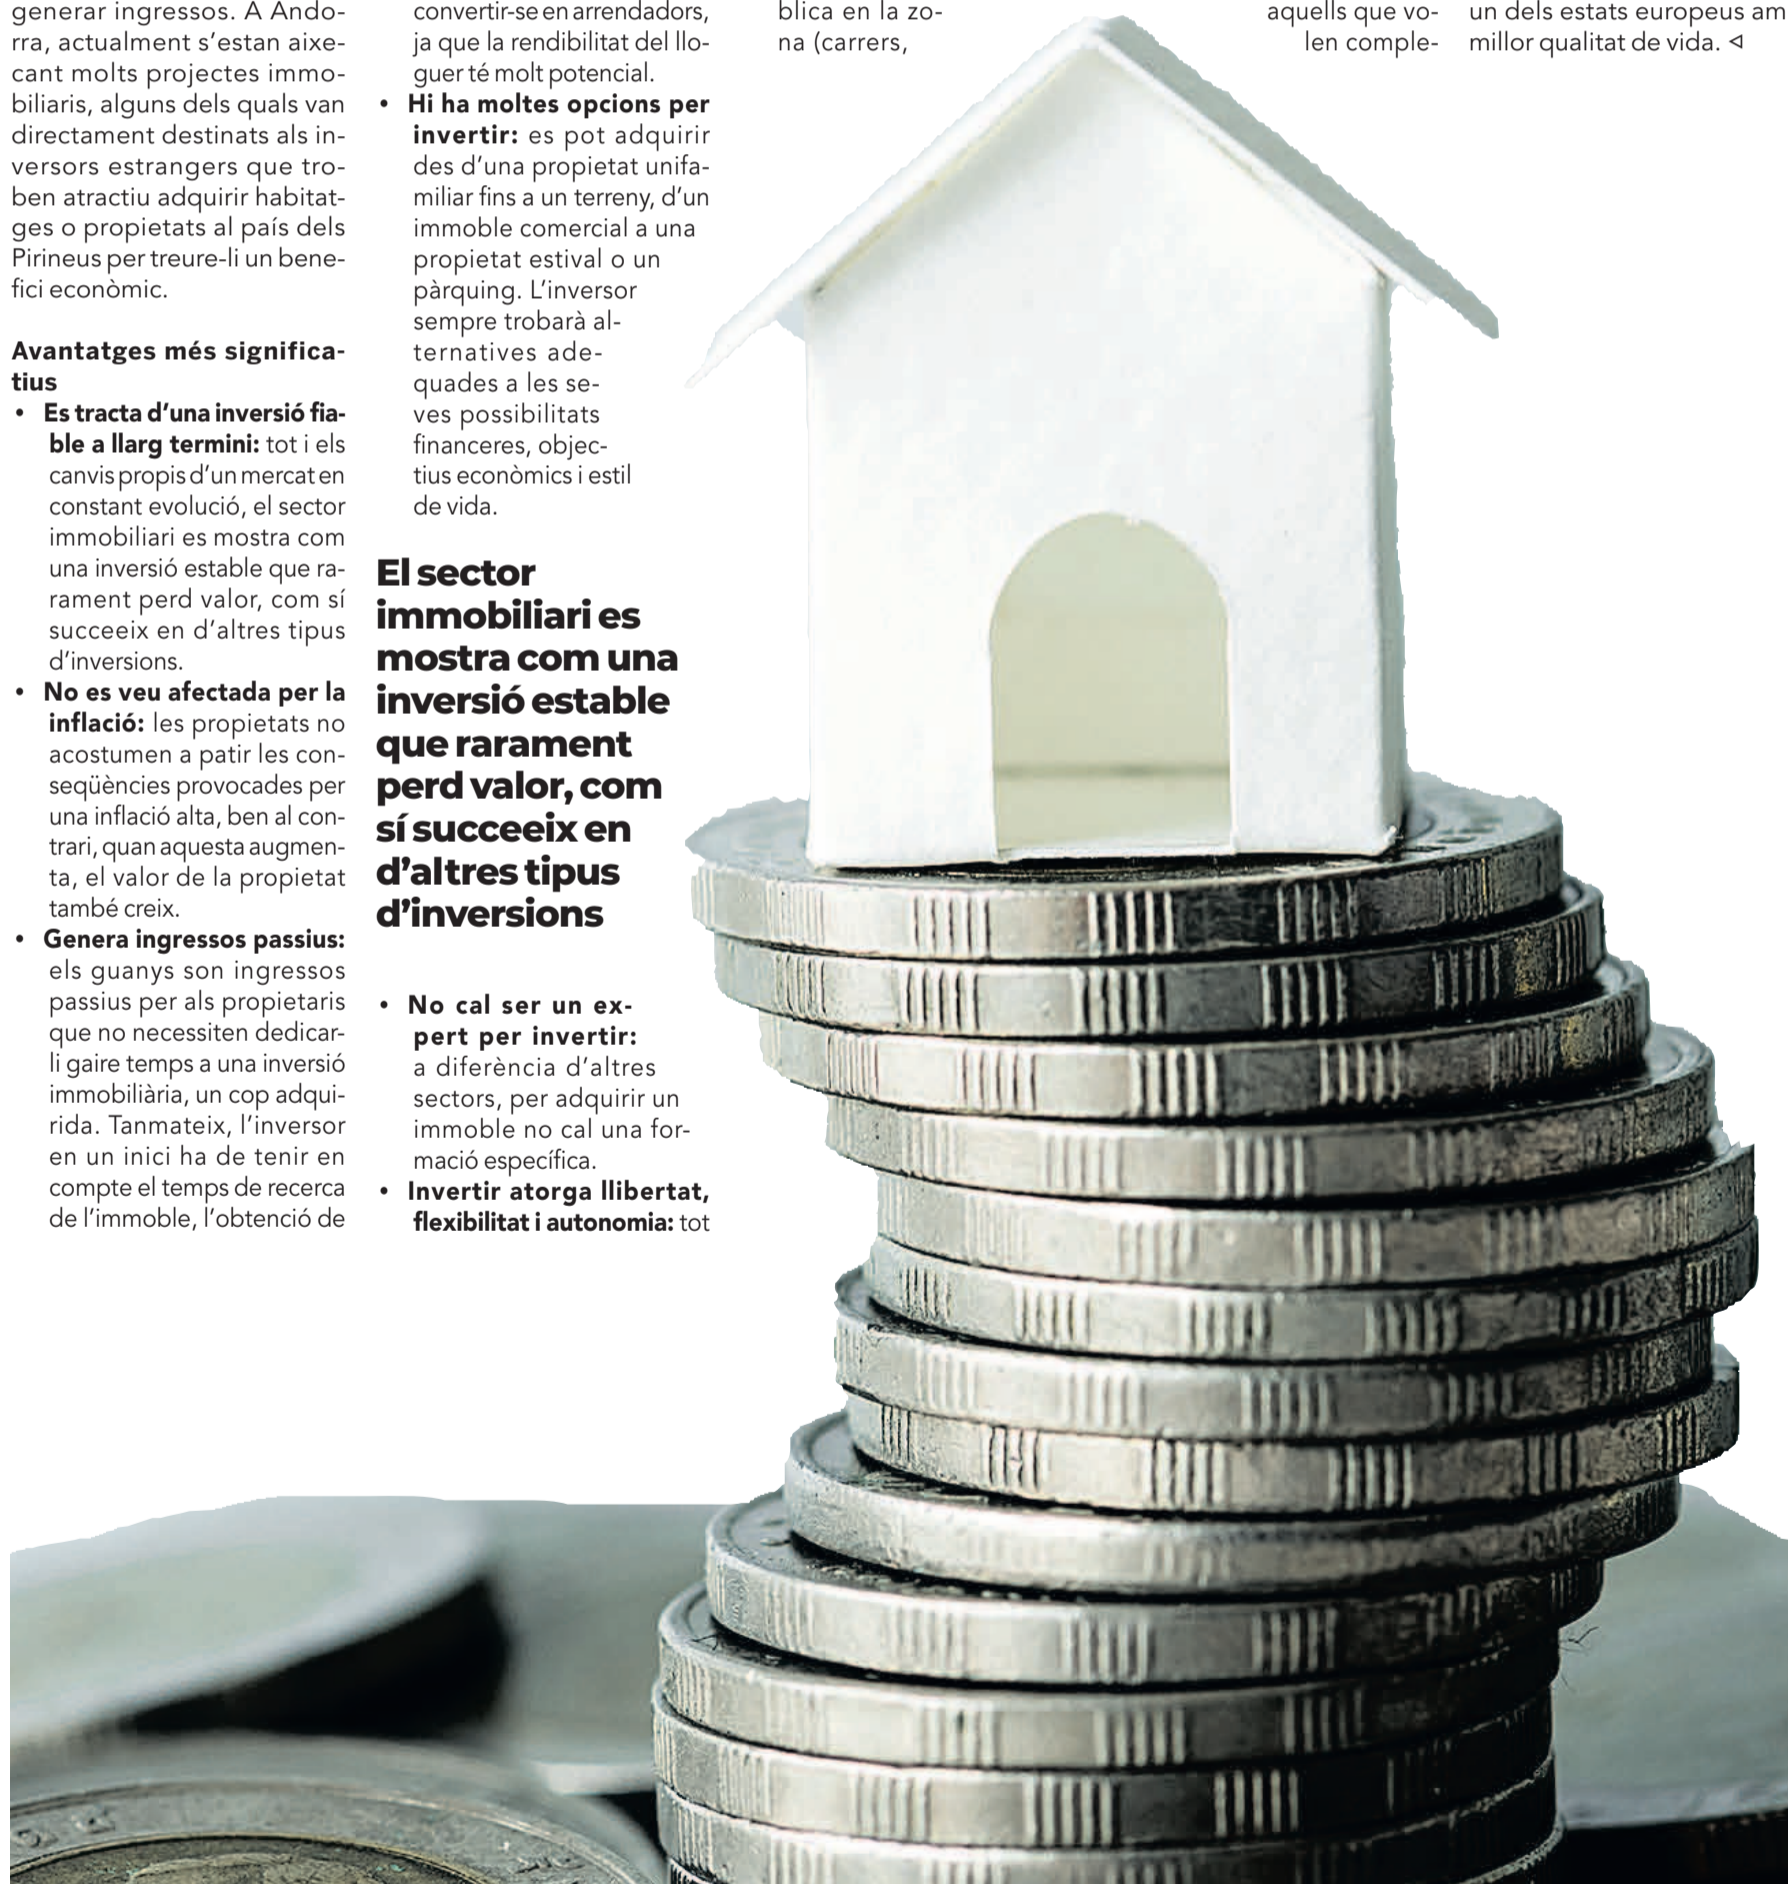 generar ingressos. A Ando-
rra, actualment s’estan aixe-
cant molts projectes immo-
biliaris, alguns dels quals van
directament destinats als in-
versors estrangers que tro-
ben atractiu adquirir habitat-
ges o propietats al país dels
Pirineus per treure-li un bene-
fici econòmic.
Avantatges més significa-
tius
• Es tracta d’una inversió fia-
ble a llarg termini: tot i els
canvis propis d’un mercat en
constant evolució, el sector
immobiliari es mostra com
una inversió estable que ra-
rament perd valor, com sí
succeeix en d’altres tipus
d’inversions.
• No es veu afectada per la
inflació: les propietats no
acostumen a patir les con-
seqüències provocades per
una inflació alta, ben al con-
trari, quan aquesta augmen-
ta, el valor de la propietat
també creix.
• Genera ingressos passius:
els guanys son ingressos
passius per als propietaris
que no necessiten dedicar-
li gaire temps a una inversió
immobiliària, un cop adqui-
rida. Tanmateix, l’inversor
en un inici ha de tenir en
compte el temps de recerca
de l’immoble, l’obtenció de
convertir-se en arrendadors,
ja que la rendibilitat del llo-
guer té molt potencial.
• Hi ha moltes opcions per
invertir: es pot adquirir
des d’una propietat unifa-
miliar fins a un terreny, d’un
immoble comercial a una
propietat estival o un
pàrquing. L’inversor
sempre trobarà al-
ternatives ade-
quades a les se-
ves possibilitats
financeres, objec-
tius econòmics i estil
de vida.
El sector
immobiliari es
mostra com una
inversió estable
que rarament
perd valor, com
sí succeeix en
d’altres tipus
d’inversions
• No cal ser un ex-
pert per invertir:
a diferència d’altres
sectors, per adquirir un
immoble no cal una for-
mació específica.
• Invertir atorga llibertat,
flexibilitat i autonomia: tot
blica en la zo-
na (carrers,
aquells que vo-
len comple-
un dels estats europeus am
millor qualitat de vida. ◁